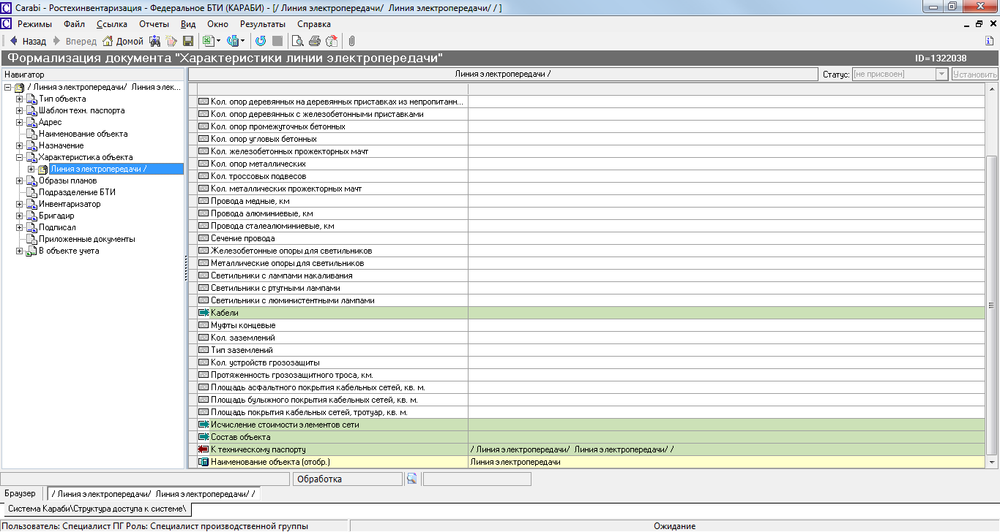 Carabi - Ростехинвентаризация - Федеральное БТИ (КАРАБИ) - [/ Линия электропередачи/ Линия электропередачи/ / ]
Режимы Файл Ссылка Отчеты Вид Окно Результаты Справка
Назад Вперед Домой
Формализация документа "Характеристики линии электропередачи" ID=1322038
Навигатор
/ Линия электропередачи/ Линия элек...
Тип объекта
Шаблон техн. паспорта
Адрес
Наименование объекта
Назначение
Характеристика объекта
Линия электропередачи /
Образы планов
Подразделение БТИ
Инвентаризатор
Бригадир
Подписал
Приложенные документы
В объекте учета
Линия электропередачи / Статус: [не присвоен] Установить
Кол. опор деревянных на деревянных приставках из непропитанн...
Кол. опор деревянных с железобетонными приставками
Кол. опор промежуточных бетонных
Кол. опор угловых бетонных
Кол. железобетонных прожекторных мачт
Кол. опор металлических
Кол. троссовых подвесов
Кол. металлических прожекторных мачт
Провода медные, км
Провода алюминиевые, км
Провода сталеалюминиевые, км
Сечение провода
Железобетонные опоры для светильников
Металлические опоры для светильников
Светильники с лампами накаливания
Светильники с ртутными лампами
Светильники с люминистентными лампами
Кабели
Муфты концевые
Кол. заземлений
Тип заземлений
Кол. устройств грозозащиты
Протяженность грозозащитного троса, км.
Площадь асфальтного покрытия кабельных сетей, кв. м.
Площадь булыжного покрытия кабельных сетей, кв. м.
Площадь покрытия кабельных сетей, тротуар, кв. м.
Исчисление стоимости элементов сети
Состав объекта
К техническому паспорту / Линия электропередачи/ Линия электропередачи/ /
Наименование объекта (отобр.) Линия электропередачи
Обработка
Браузер / Линия электропередачи/ Линия электропередачи/ /
Система Караби\Структура доступа к системе\
Пользователь: Специалист ПГ Роль: Специалист производственной группы Ожидание